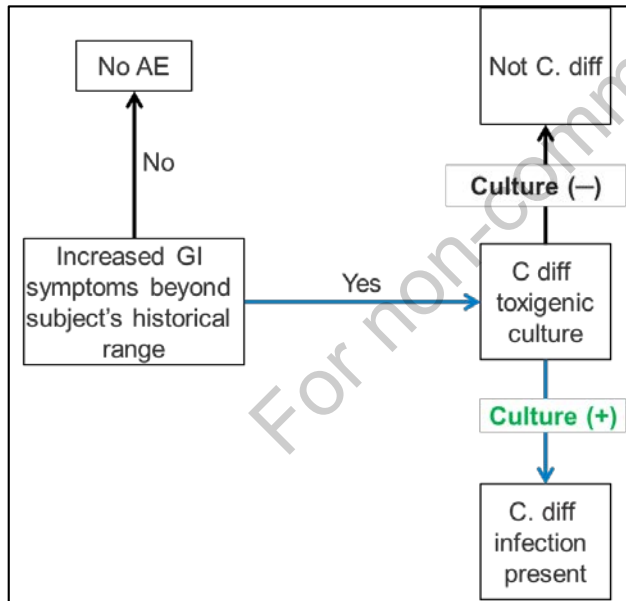 No AE
Not C. diff
No
Culture (—)
Increased GI
symptoms beyond
subject's historical
range
Yes
C diff
toxigenic
culture
Culture (+)
C. diff
infection
present
For non-comm